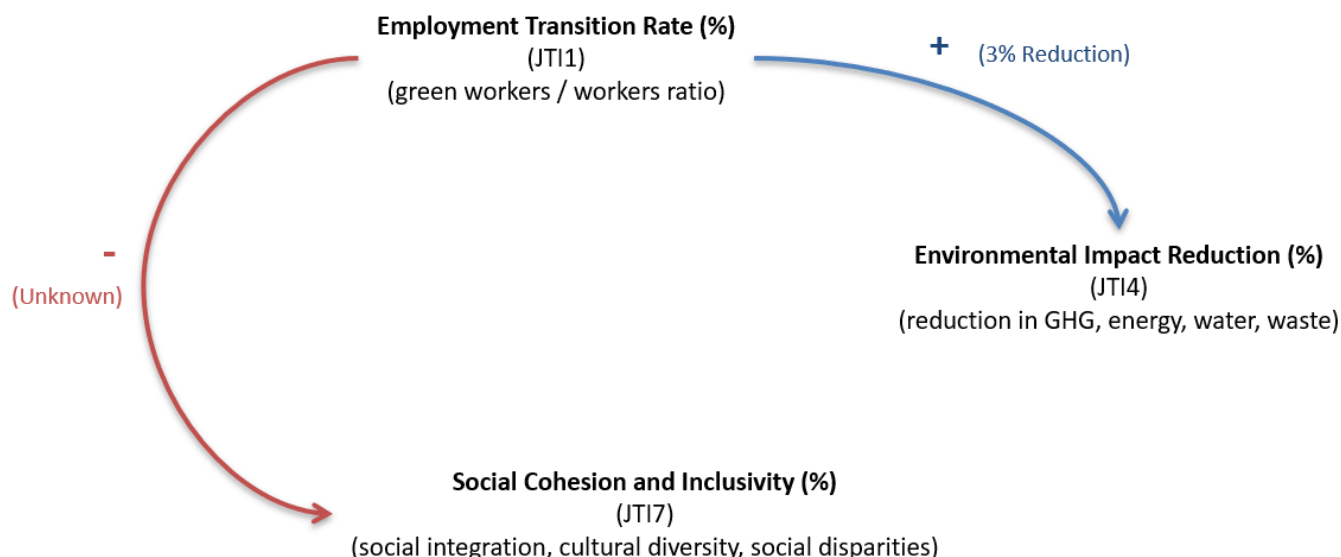 Employment Transition Rate (%)
(JTI1)
(green workers / workers ratio)
+ (3% Reduction)
-
(Unknown)
Environmental Impact Reduction (%)
(JTI4)
(reduction in GHG, energy, water, waste)
Social Cohesion and Inclusivity (%)
(JTI7)
(social integration, cultural diversity, social disparities)